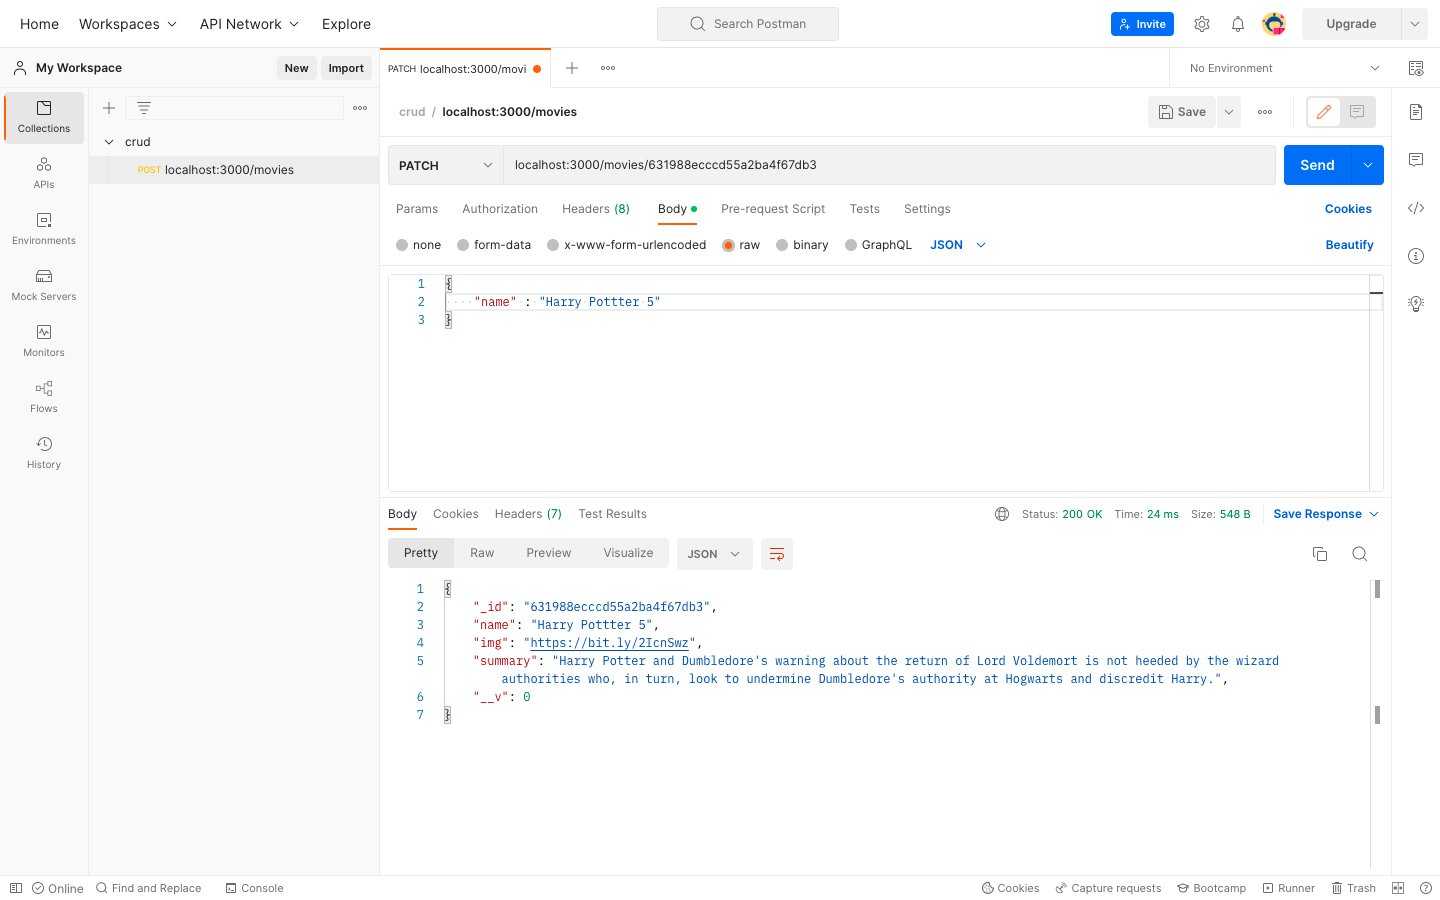 Home Workspaces API Network Explore Search Postman Invite Upgrade
My Workspace New Import PATCH localhost:3000/movi No Environment
Collections
APIs
Environments
Mock Servers
Monitors
Flows
History
crud
POST localhost:3000/movies
crud / localhost:3000/movies Save
PATCH localhost:3000/movies/631988ecccd55a2ba4f67db3 Send
Params Authorization Headers (8) Body Pre-request Script Tests Settings Cookies
none form-data x-www-form-urlencoded raw binary GraphQL JSON Beautify
1 {
2 ····"name"·:·"Harry·Pottter·5"
3 }
Body Cookies Headers (7) Test Results Status: 200 OK Time: 24 ms Size: 548 B Save Response
Pretty Raw Preview Visualize JSON
1 {
2 "_id": "631988ecccd55a2ba4f67db3",
3 "name": "Harry Pottter 5",
4 "img": "https://bit.ly/2IcnSwz",
5 "summary": "Harry Potter and Dumbledore's warning about the return of Lord Voldemort is not heeded by the wizard
authorities who, in turn, look to undermine Dumbledore's authority at Hogwarts and discredit Harry.",
6 "__v": 0
7 }
Online Find and Replace Console Cookies Capture requests Bootcamp Runner Trash